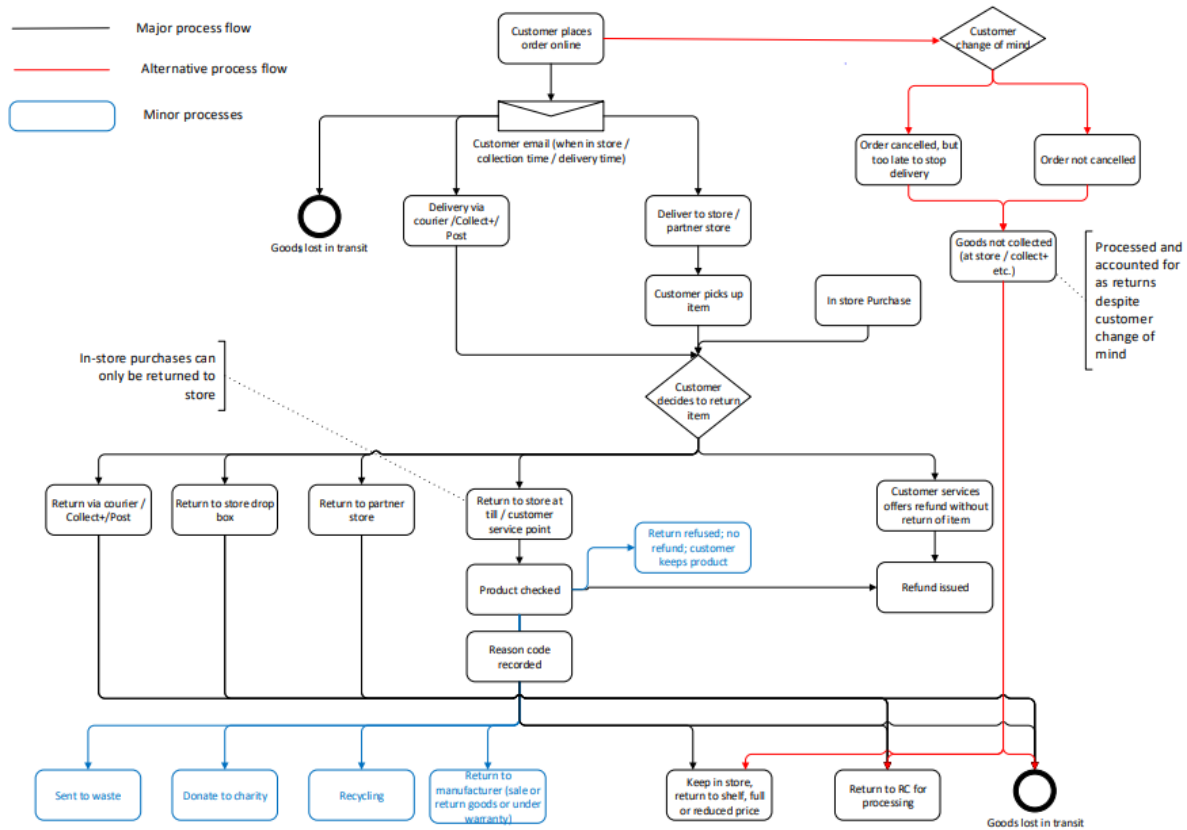 Major process flow
Alternative process flow
Minor processes
Customer places
order online
Customer
change of mind
Customer email (when in store /
collection time / delivery time)
Order cancelled, but
too late to stop
delivery
Order not cancelled
Goods lost in transit
Delivery via
courier /Collect+/
Post
Deliver to store /
partner store
Goods not collected
(at store / collect+
etc.)
Processed and
accounted for
as returns
despite
customer
change of
mind
Customer picks up
item
In store Purchase
In-store purchases can
only be returned to
store
Customer
decides to return
item
Return via courier /
Collect+/Post
Return to store drop
box
Return to partner
store
Return to store at
till / customer
service point
Customer services
offers refund without
return of item
Return refused; no
refund; customer
keeps product
Product checked
Refund issued
Reason code
recorded
Sent to waste
Donate to charity
Recycling
Return to
manufacturer (sale or
return goods or under
warranty)
Keep in store,
return to shelf, full
or reduced price
Return to RC for
processing
Goods lost in transit